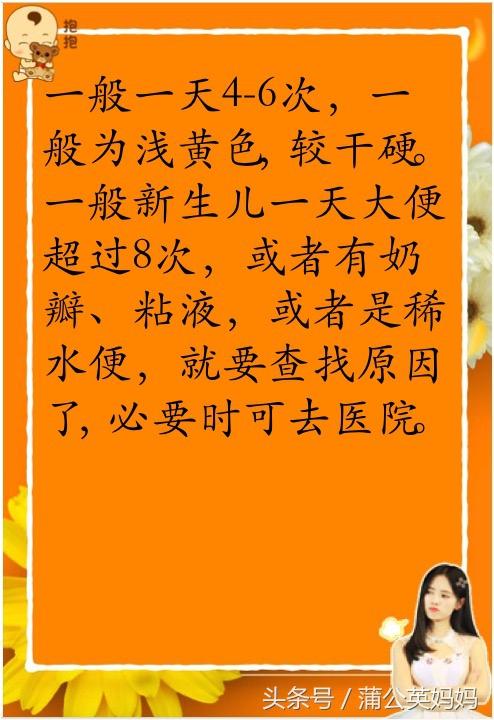 抱抱
一般一天4-6次，一
般为浅黄色，较干硬。
一般新生儿一天大便
超过8次，或者有奶
瓣、粘液，或者是稀
水便，就要查找原因
了，必要时可去医院。
头条号／蒲公英妈妈